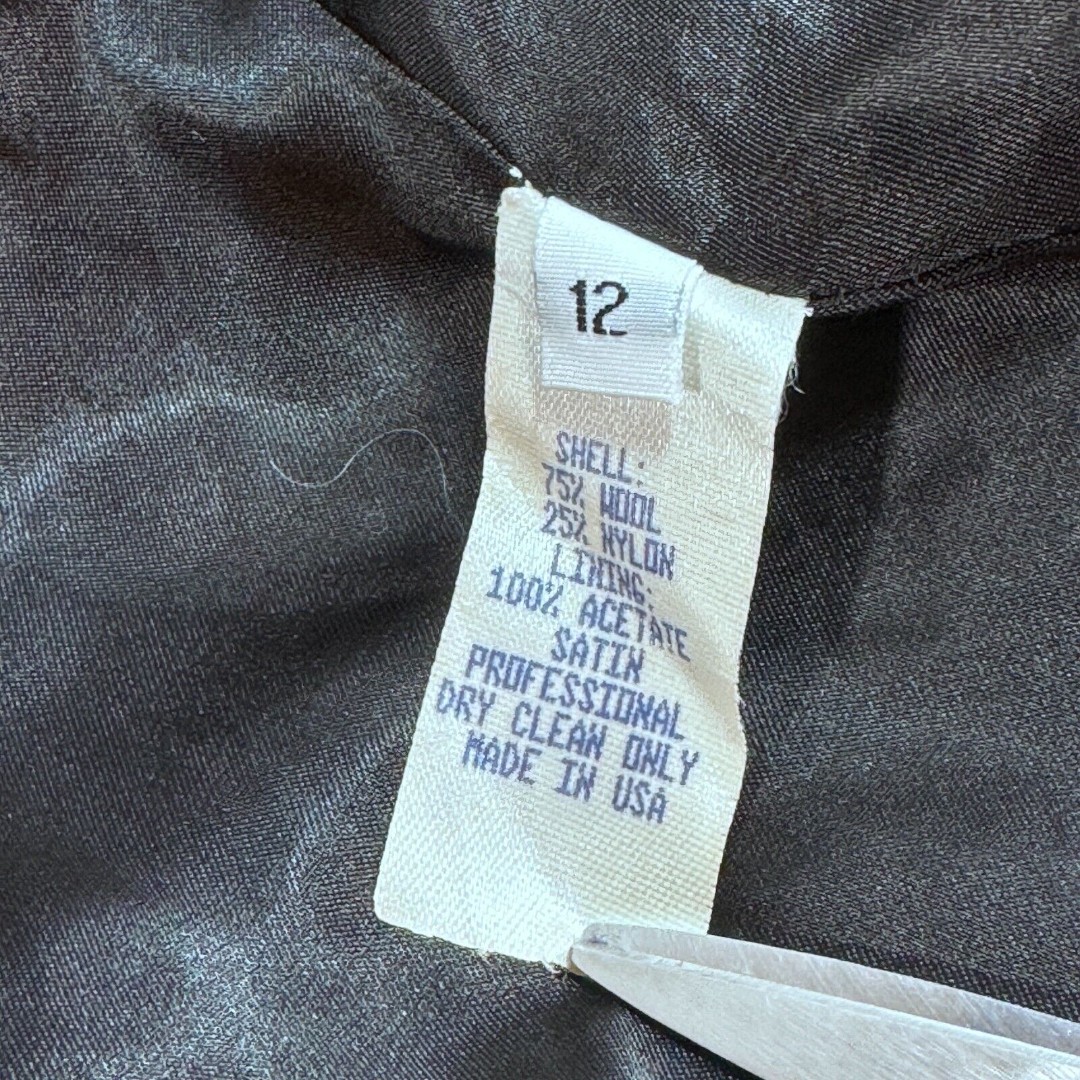 12
SHELL:
75% WOOL
25% NYLON
LINING:
100% ACETATE
SATIN
PROFESSIONAL
DRY CLEAN ONLY
MADE IN USA